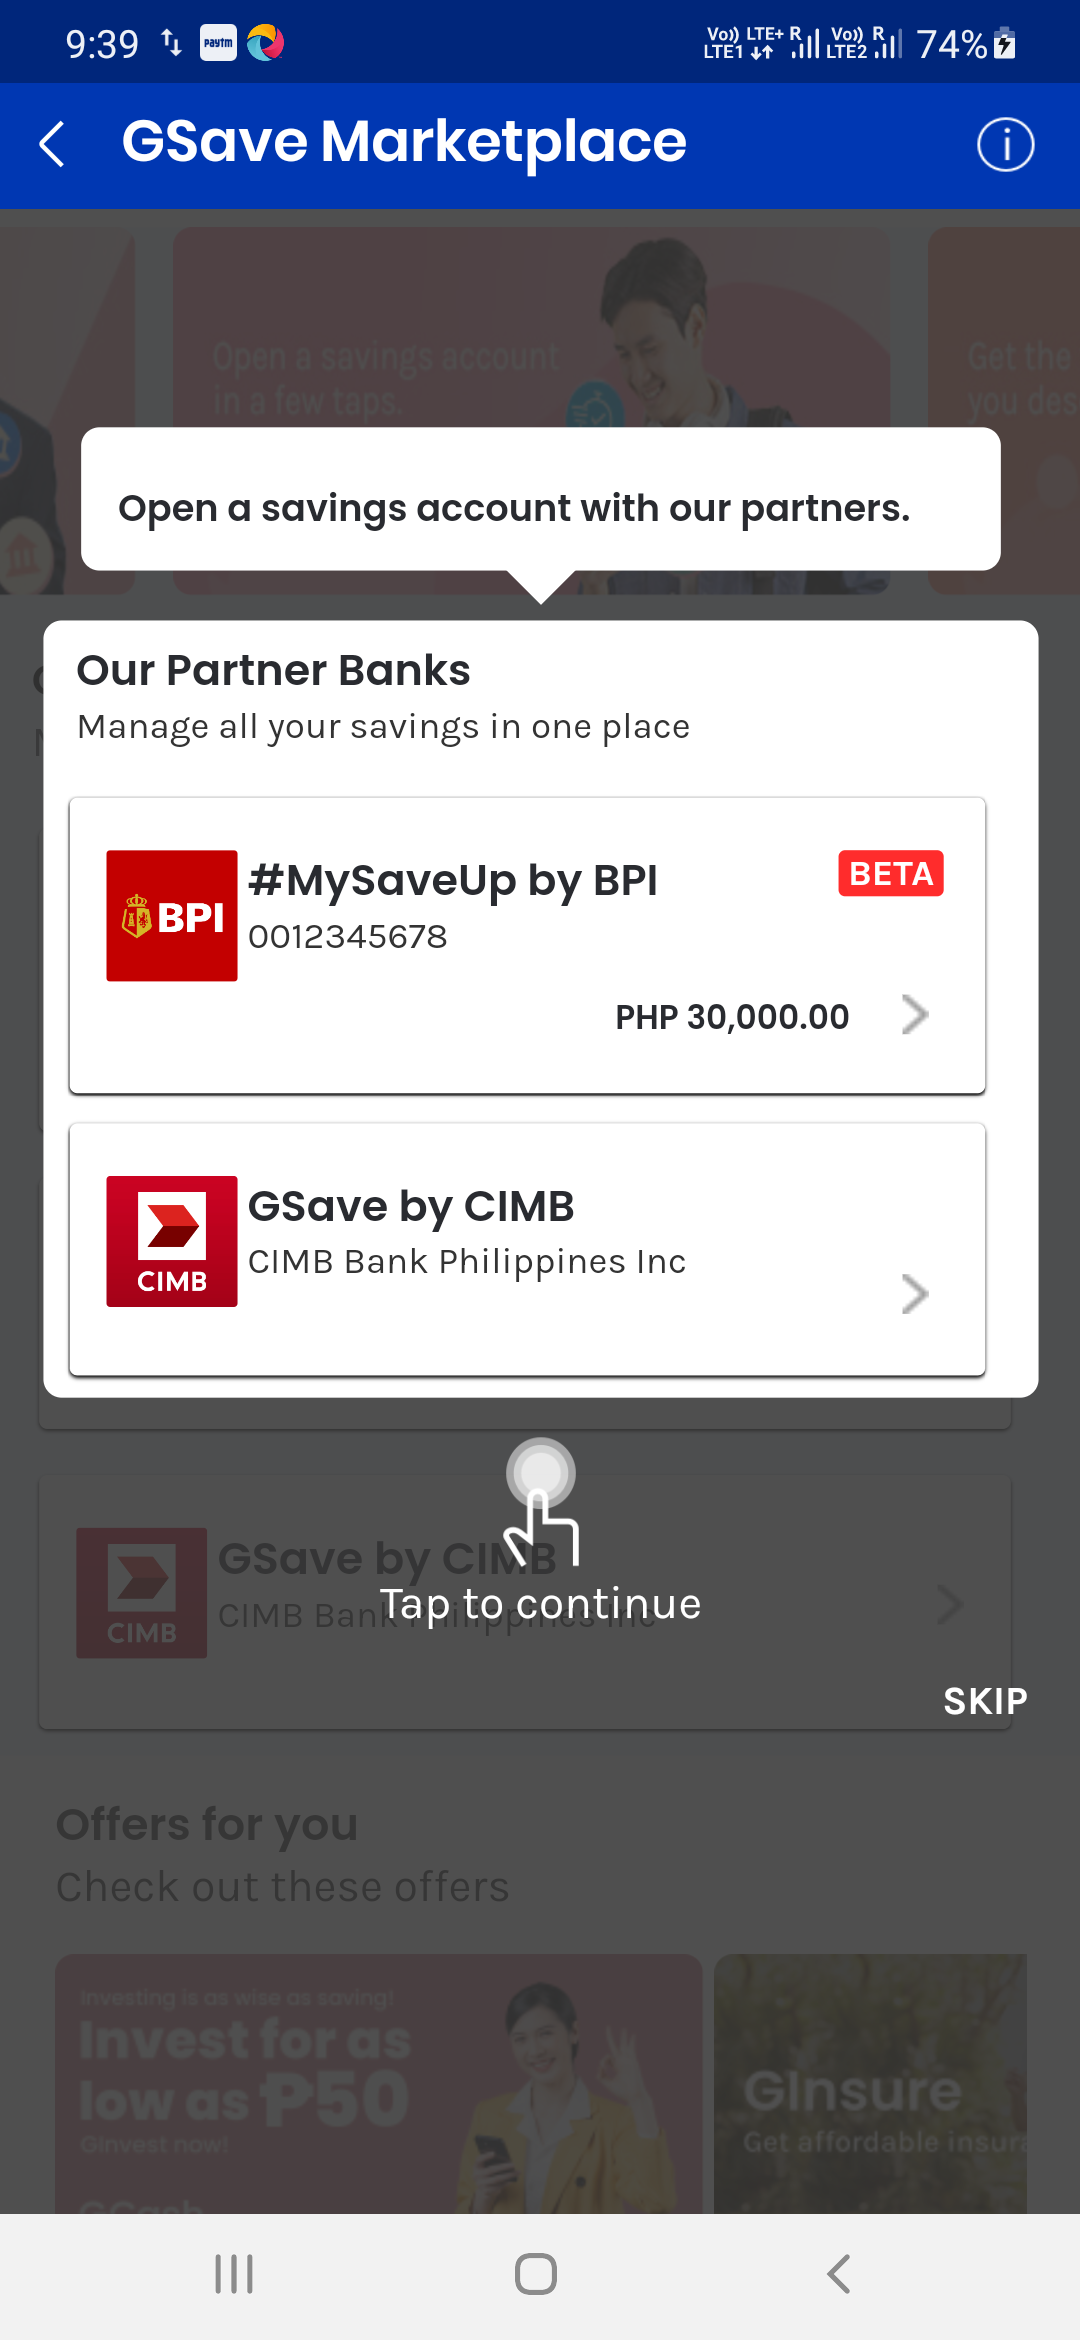 9:39 paytm Vo)) LTE+ R Vo)) R 74%
LTE1 LTE2
GSave Marketplace
Open a savings account
in a few taps.
Get the
you des
Open a savings account with our partners.
Our Partner Banks
Manage all your savings in one place
#MySaveUp by BPI
BETA
BPI
0012345678
PHP 30,000.00
GSave by CIMB
CIMB Bank Philippines Inc
CIMB
GSave by CIMB
CIMB Bank Philippines Inc
CIMB
Tap to continue
SKIP
Offers for you
Check out these offers
Investing is as wise as saving!
Invest for as
low as ₱50
GInvest now!
GCash
GInsure
Get affordable insura